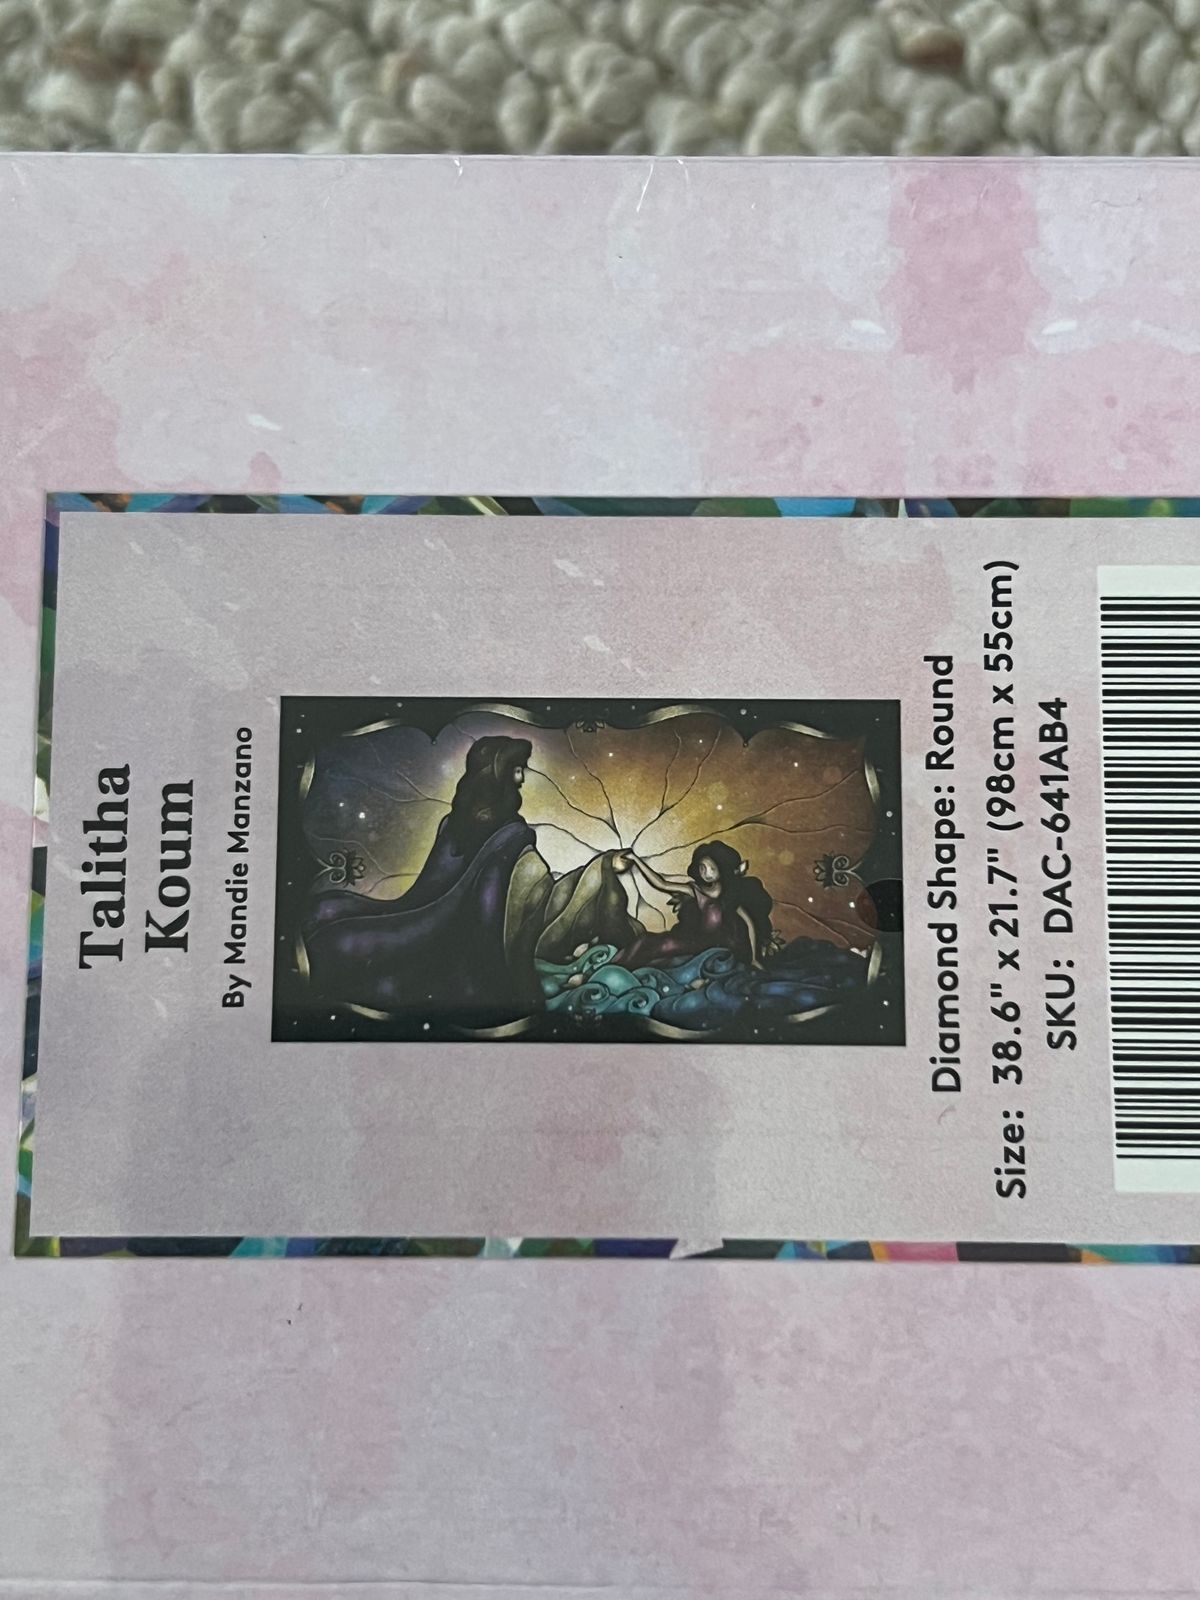 Talitha
Koum
By Mandie Manzano
Diamond Shape: Round
Size: 38.6" x 21.7" (98cm x 55cm)
SKU: DAC-641AB4